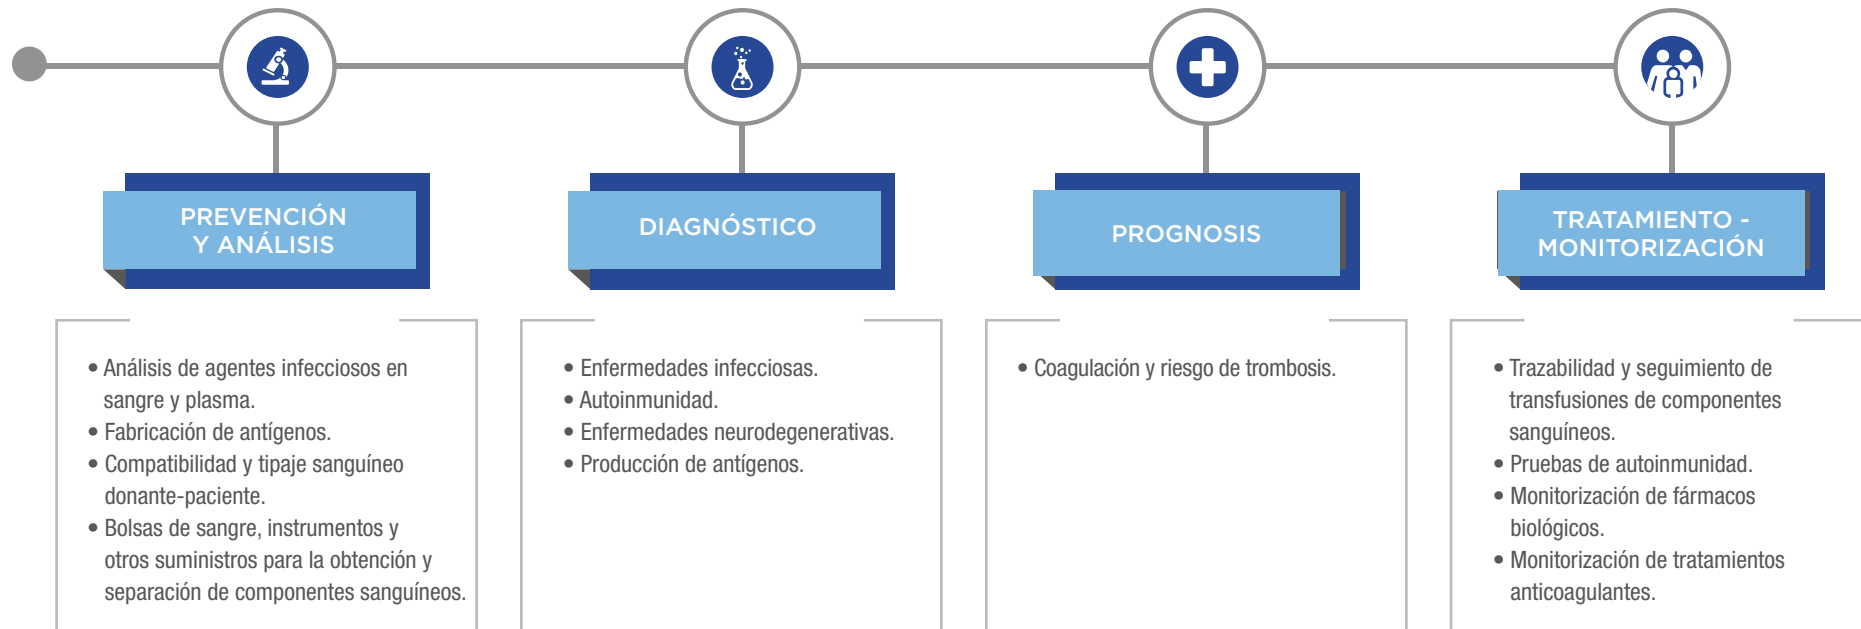 PREVENCIÓN
Y ANÁLISIS
• Análisis de agentes infecciosos en
sangre y plasma.
• Fabricación de antígenos.
• Compatibilidad y tipaje sanguíneo
donante-paciente.
• Bolsas de sangre, instrumentos y
otros suministros para la obtención y
separación de componentes sanguíneos.
DIAGNÓSTICO
• Enfermedades infecciosas.
• Autoinmunidad.
• Enfermedades neurodegenerativas.
• Producción de antígenos.
PROGNOSIS
• Coagulación y riesgo de trombosis.
TRATAMIENTO -
MONITORIZACIÓN
• Trazabilidad y seguimiento de
transfusiones de componentes
sanguíneos.
• Pruebas de autoinmunidad.
• Monitorización de fármacos
biológicos.
• Monitorización de tratamientos
anticoagulantes.